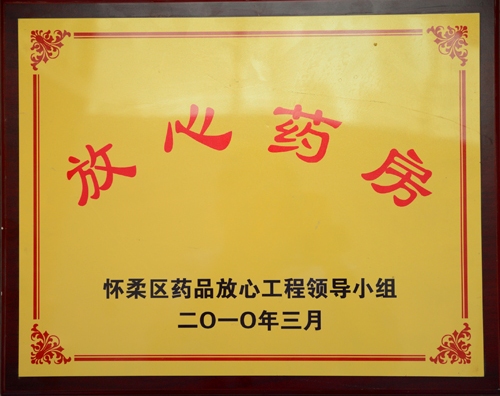 放心药房
怀柔区药品放心工程领导小组
二〇一〇年三月